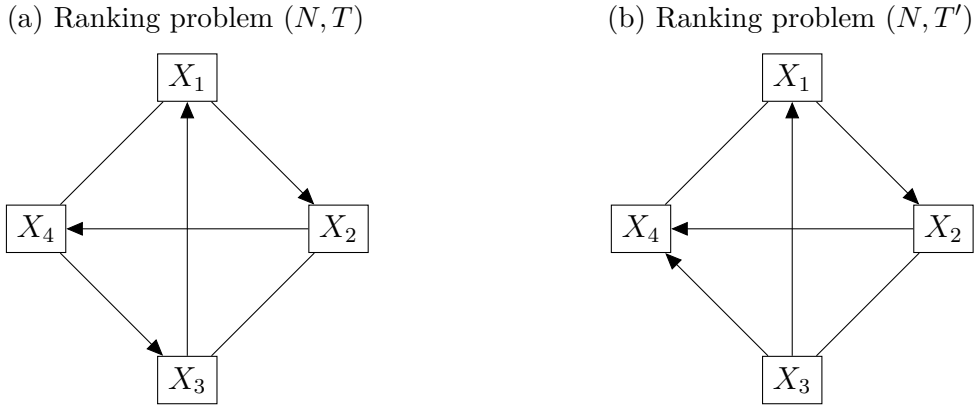 (a) Ranking problem (N, T)
X₁
X₄
X₂
X₃
(b) Ranking problem (N, T′)
X₁
X₄
X₂
X₃